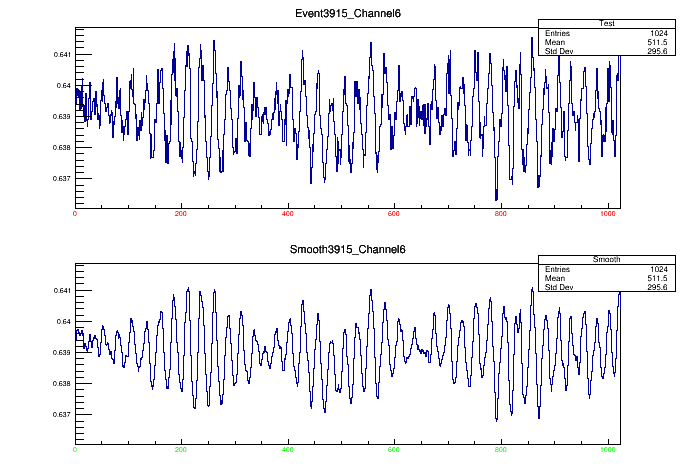 Event3915_Channel6
Test
Entries 1024
Mean 511.5
Std Dev 295.6
0.641
0.64
0.639
0.638
0.637
0 200 400 600 800 1000
Smooth3915_Channel6
Smooth
Entries 1024
Mean 511.5
Std Dev 295.6
0.641
0.64
0.639
0.638
0.637
0 200 400 600 800 1000